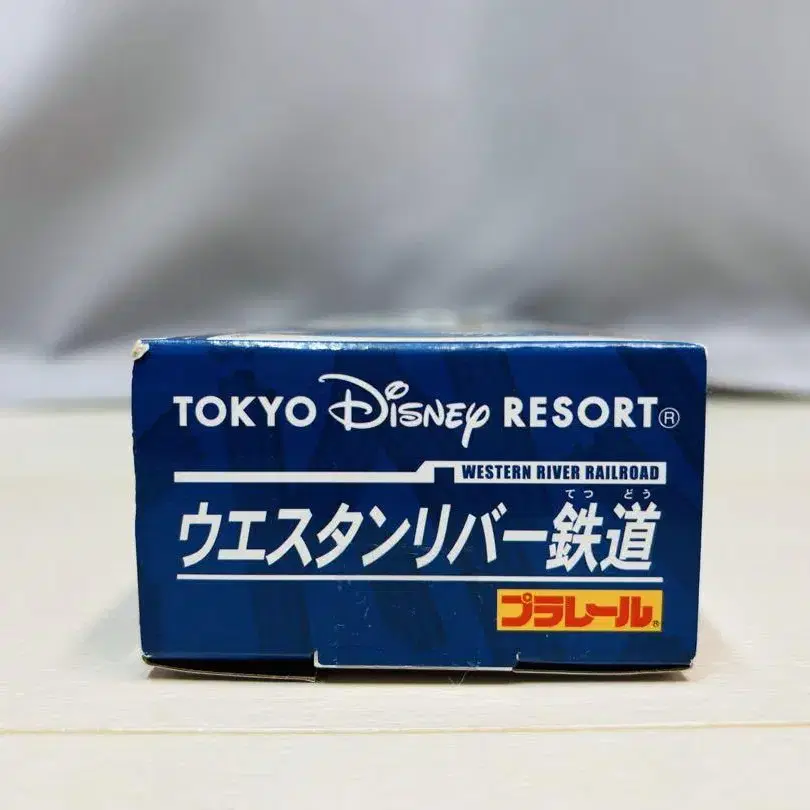 TOKYO Disney RESORT®
WESTERN RIVER RAILROAD
てつ どう
ウエスタンリバー鉄道
プラレール®